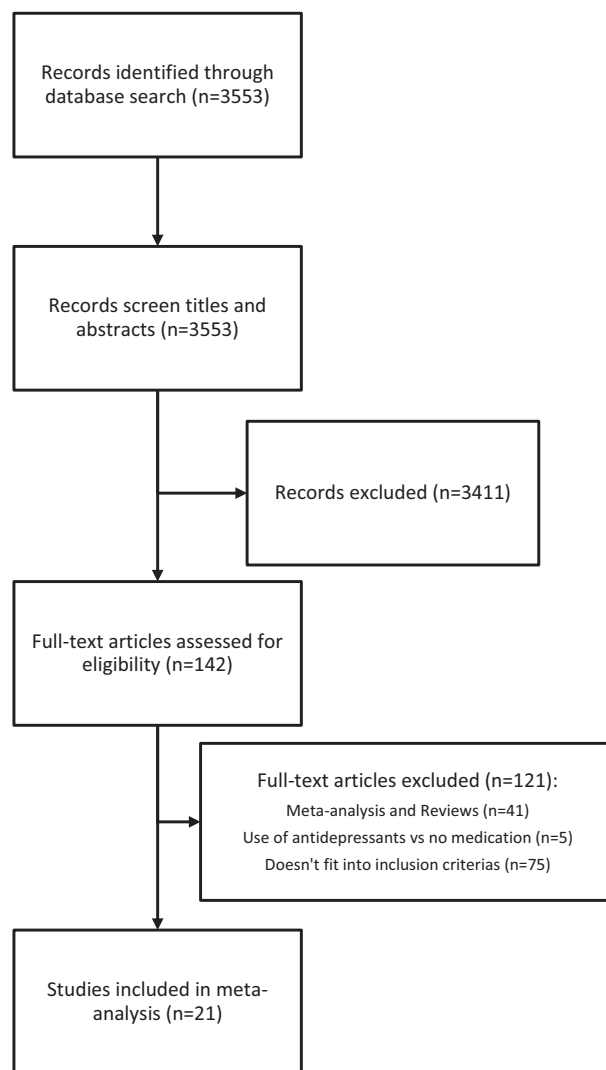 Records identified through
database search (n=3553)
Records screen titles and
abstracts (n=3553)
Records excluded (n=3411)
Full-text articles assessed for
eligibility (n=142)
Full-text articles excluded (n=121):
Meta-analysis and Reviews (n=41)
Use of antidepressants vs no medication (n=5)
Doesn't fit into inclusion criterias (n=75)
Studies included in meta-
analysis (n=21)